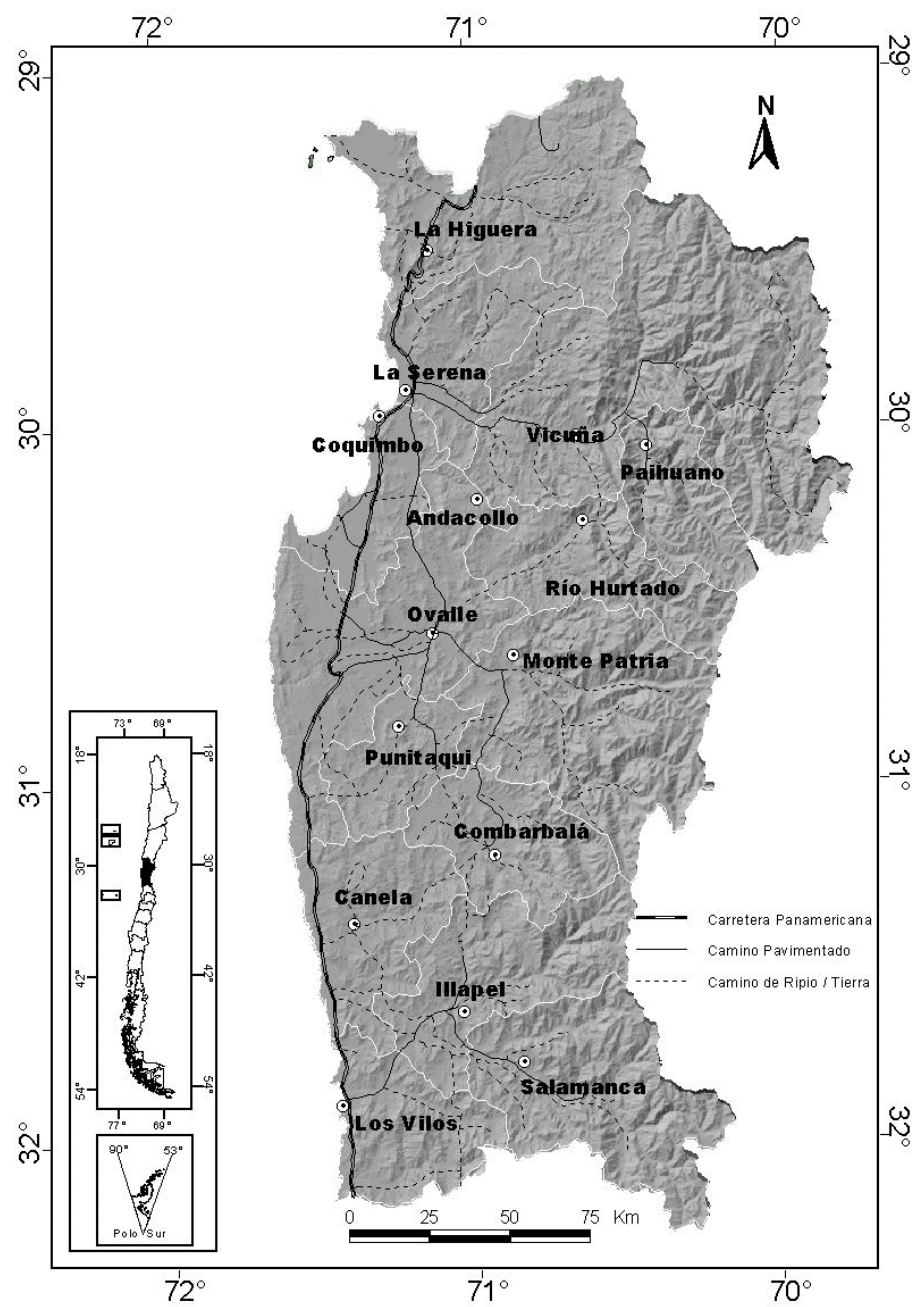 72° 71° 70°
29° 29°
N
La Higuera
La Serena
30° 30°
Coquimbo
Vicuña
Paihuano
Andacollo
Río Hurtado
Ovalle
Monte Patria
Punitaqui
31° 31°
Combarbalá
Canela
Illapel
Salamanca
Los Vilos
32° 32°
73° 69°
18° 18°
30° 30°
42° 42°
54° 54°
77° 69°
90° 53°
Polo Sur
Carretera Panamericana
Camino Pavimentado
Camino de Ripio / Tierra
0 25 50 75 Km
72° 71° 70°